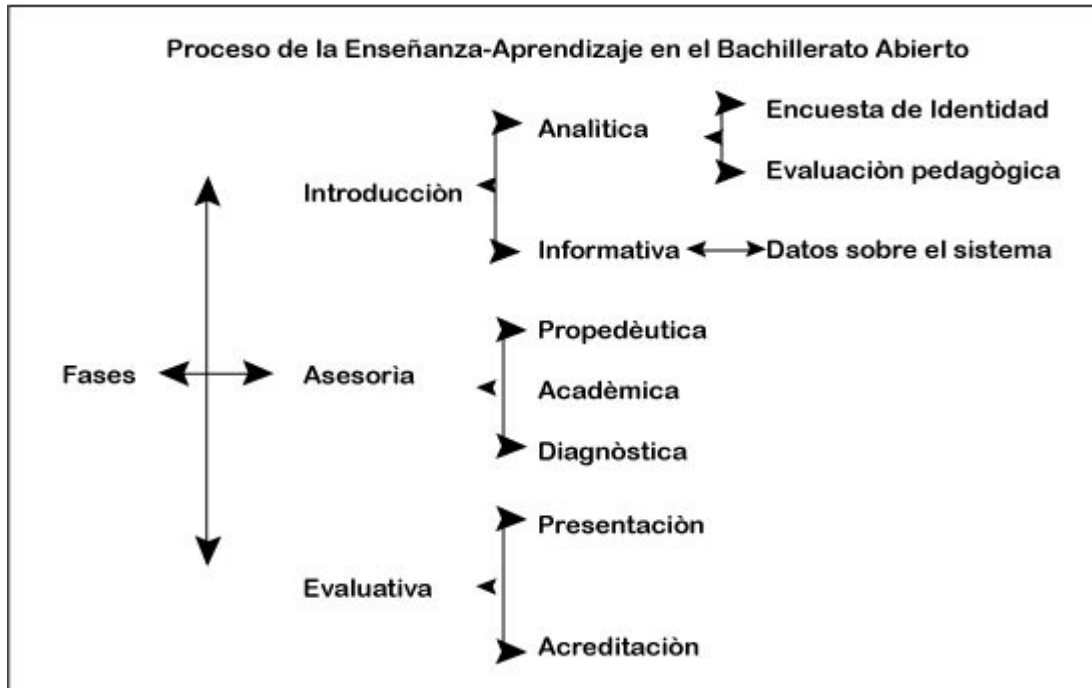 Proceso de la Enseñanza-Aprendizaje en el Bachillerato Abierto
Fases
Introducciòn
Analìtica
Encuesta de Identidad
Evaluaciòn pedagògica
Informativa
Datos sobre el sistema
Asesorìa
Propedèutica
Acadèmica
Diagnòstica
Evaluativa
Presentaciòn
Acreditaciòn